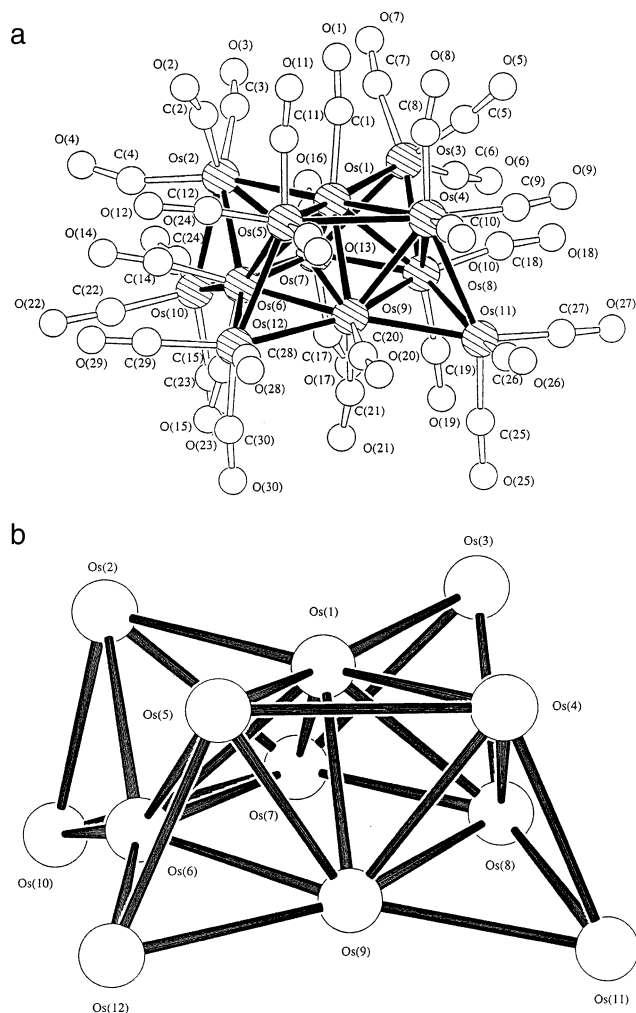 a
O(7)
O(1)
O(3)
O(11)
O(8)
O(2)
C(7)
O(5)
C(3)
C(8)
C(2)
C(11)
C(1)
C(5)
O(4)
Os(2)
Os(3)
C(6)
C(4)
O(16)
Os(1)
O(6)
O(9)
C(12)
Os(4)
C(9)
O(12)
O(24)
Os(5)
C(10)
O(14)
O(13)
C(24)
O(10)
C(18)
O(18)
C(14)
Os(7)
Os(8)
C(22)
Os(6)
Os(9)
Os(11)
C(27)
O(27)
O(22)
Os(10)
Os(12)
C(20)
O(29)
C(29)
C(15)
C(28)
C(17)
O(20)
C(19)
C(26)
O(26)
C(23)
O(28)
O(17)
O(15)
C(21)
O(19)
O(23)
C(30)
C(25)
O(21)
O(30)
O(25)
b
Os(2)
Os(3)
Os(1)
Os(5)
Os(4)
Os(7)
Os(10)
Os(6)
Os(8)
Os(9)
Os(12)
Os(11)